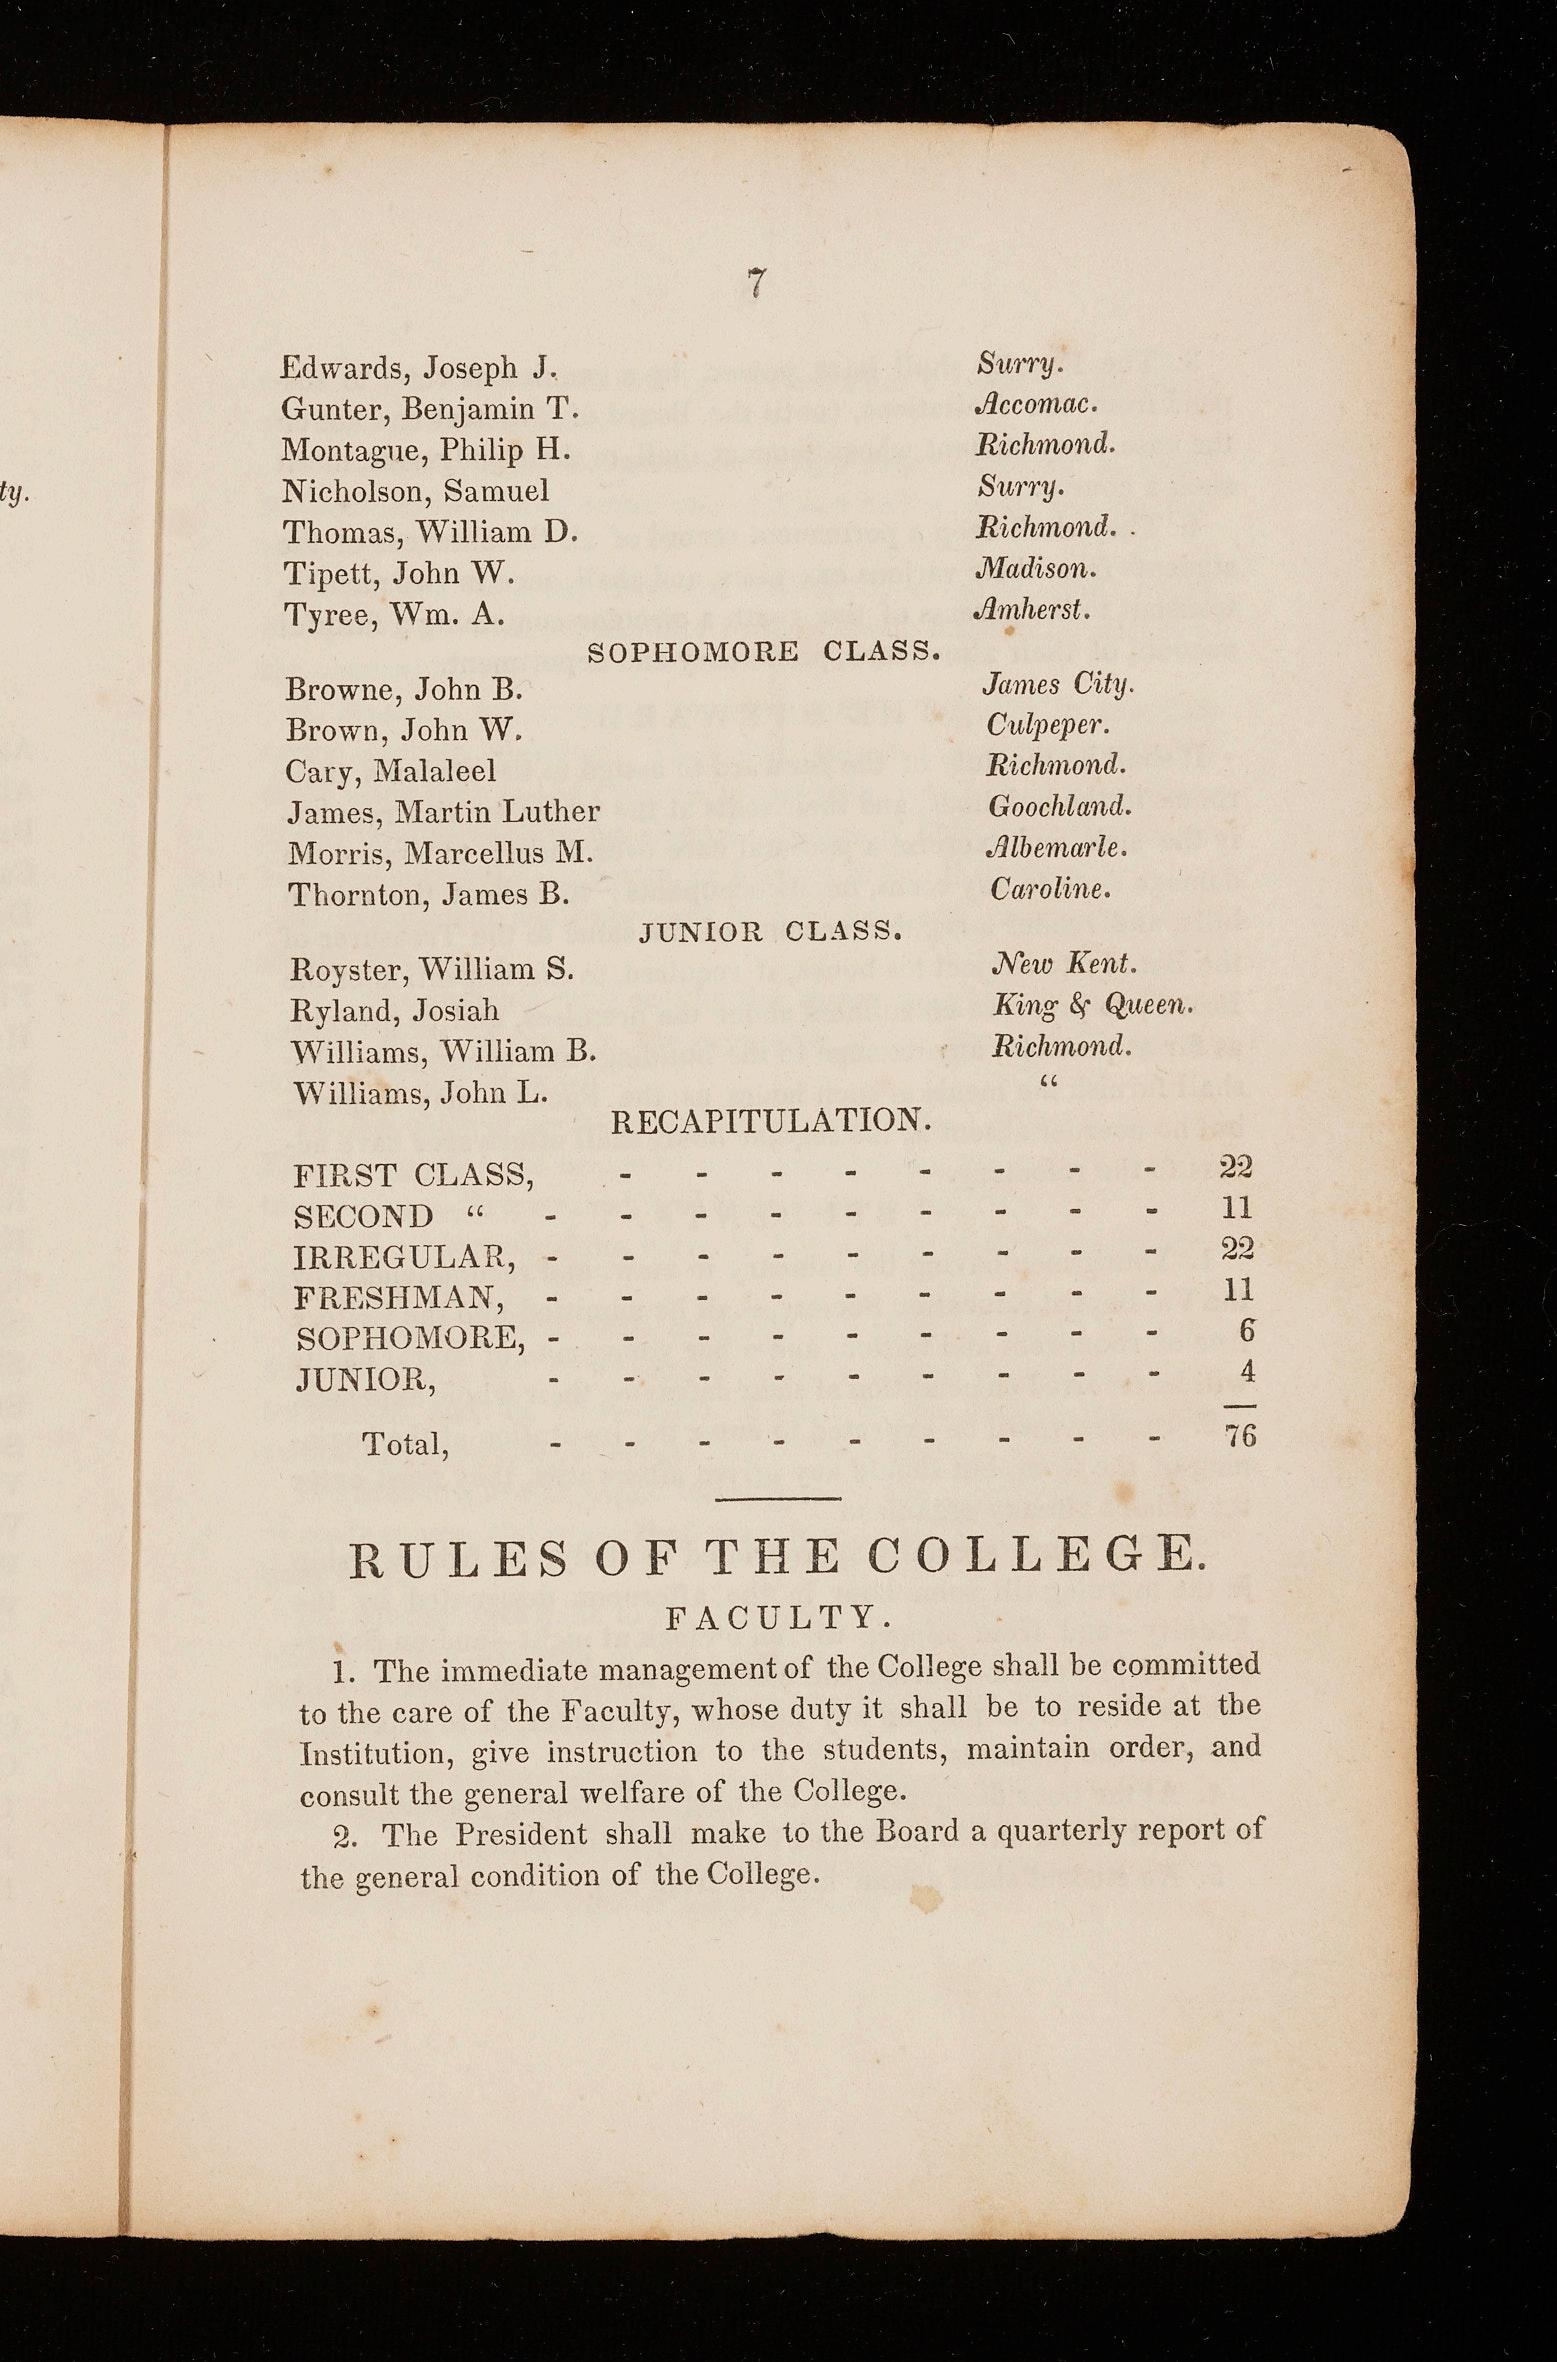 7
ty.
Edwards, Joseph J. Surry.
Gunter, Benjamin T. Accomac.
Montague, Philip H. Richmond.
Nicholson, Samuel Surry.
Thomas, William D. Richmond. .
Tipett, John W. Madison.
Tyree, Wm. A. Amherst.
SOPHOMORE CLASS.
Browne, John B. James City.
Brown, John W. Culpeper.
Cary, Malaleel Richmond.
James, Martin Luther Goochland.
Morris, Marcellus M. Albemarle.
Thornton, James B. Caroline.
JUNIOR CLASS.
Royster, William S. New Kent.
Ryland, Josiah King & Queen.
Williams, William B. Richmond.
Williams, John L. “
RECAPITULATION.
FIRST CLASS, - - - - - - - - 22
SECOND “ - - - - - - - - - 11
IRREGULAR, - - - - - - - - - 22
FRESHMAN, - - - - - - - - - 11
SOPHOMORE, - - - - - - - - - 6
JUNIOR, - - - - - - - - - 4
Total, - - - - - - - - - 76
RULES OF THE COLLEGE.
FACULTY.
1. The immediate management of the College shall be committed
to the care of the Faculty, whose duty it shall be to reside at the
Institution, give instruction to the students, maintain order, and
consult the general welfare of the College.
2. The President shall make to the Board a quarterly report of
the general condition of the College.